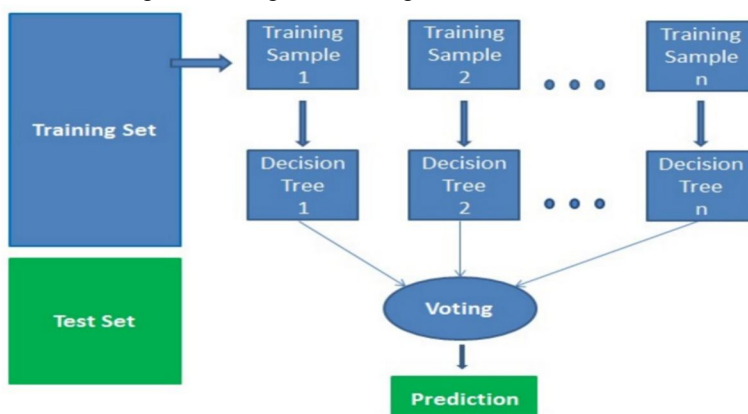 Training
Sample
1
Training
Sample
2
Training
Sample
n
Training Set
Decision
Tree
1
Decision
Tree
2
Decision
Tree
n
Voting
Test Set
Prediction